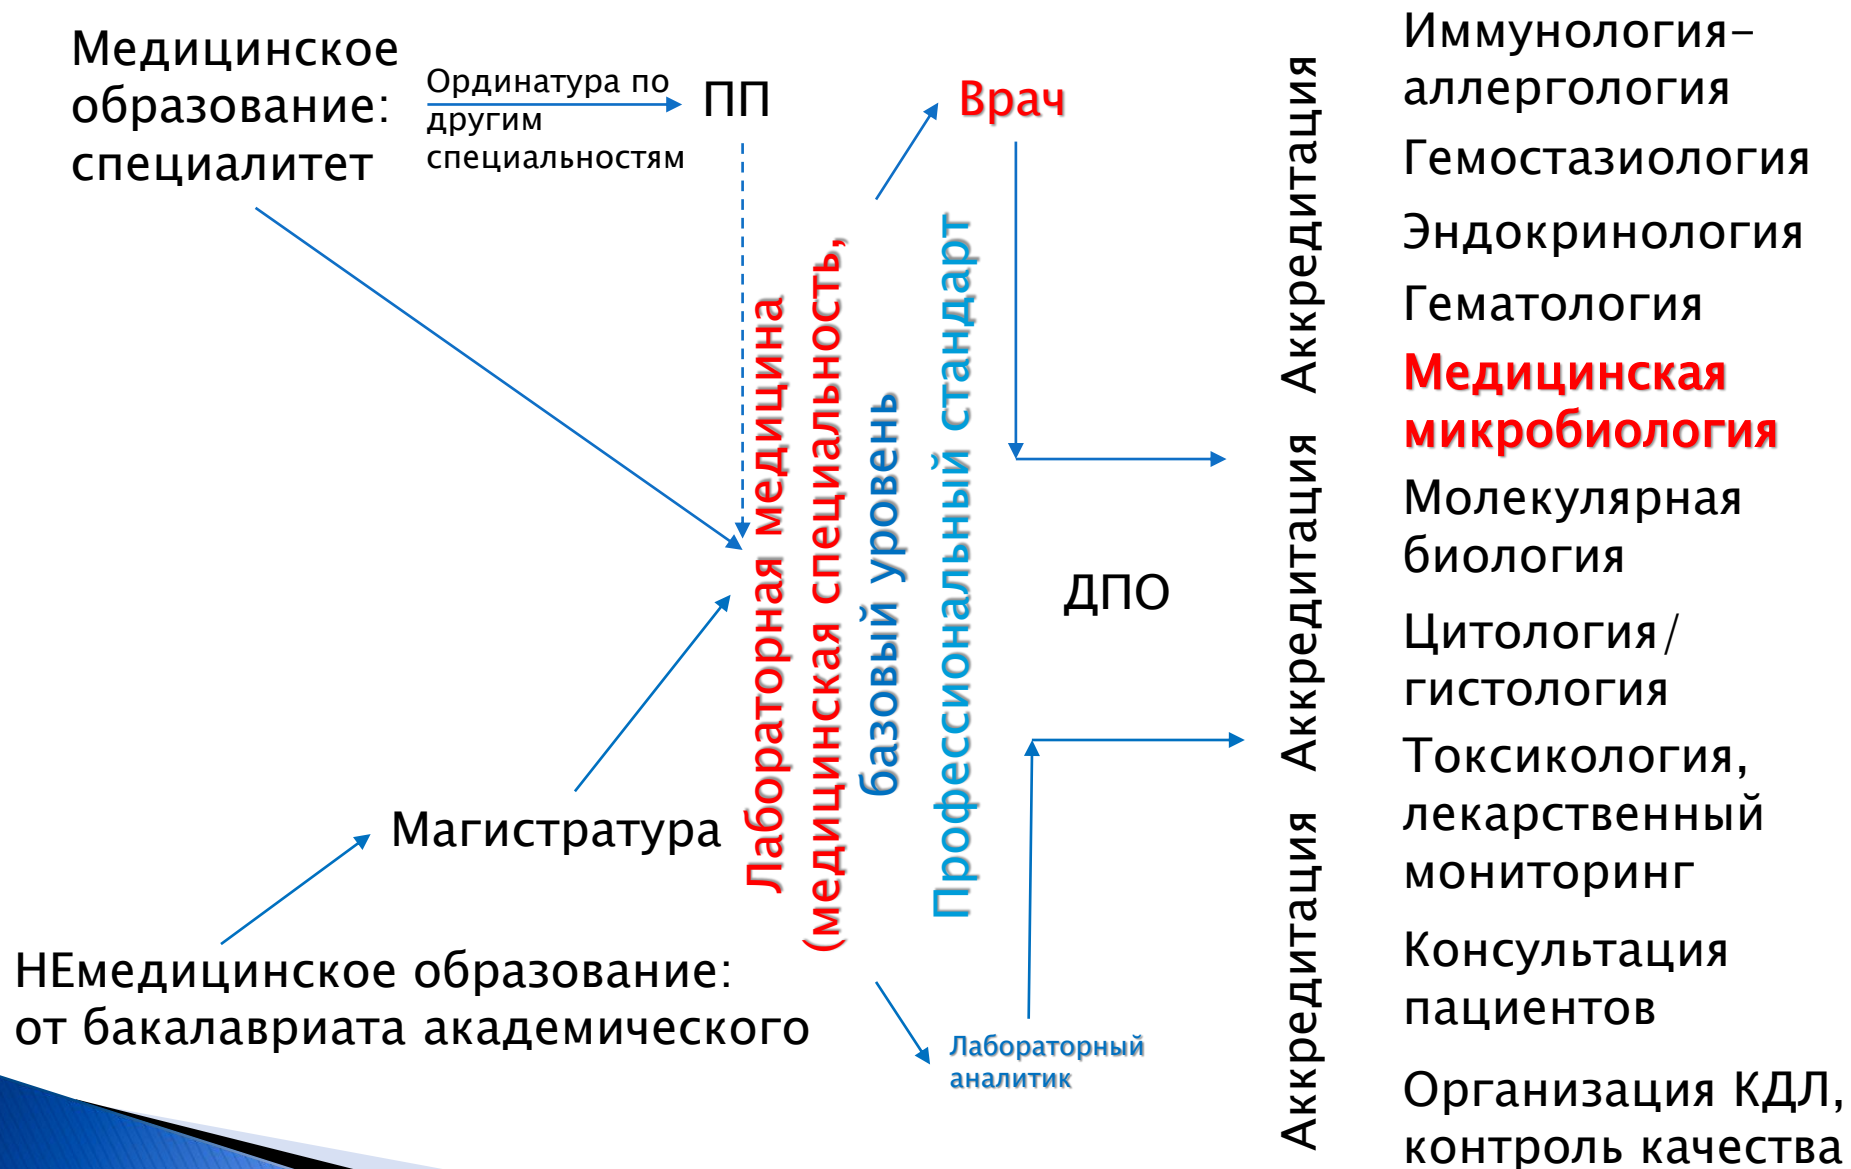 Медицинское
образование:
специалитет
Ординатура по
другим
специальностям
ПП
Врач
Лабораторная медицина
(медицинская специальность,
базовый уровень
Профессиональный стандарт
ДПО
Магистратура
НЕмедицинское образование:
от бакалавриата академического
Лабораторный
аналитик
Аккредитация
Аккредитация
Аккредитация
Иммунология-
аллергология
Гемостазиология
Эндокринология
Гематология
Медицинская
микробиология
Молекулярная
биология
Цитология/
гистология
Токсикология,
лекарственный
мониторинг
Консультация
пациентов
Организация КДЛ,
контроль качества